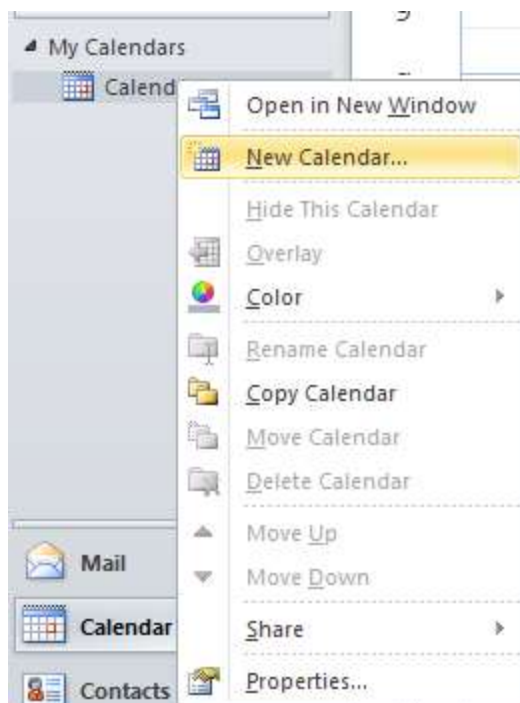 My Calendars
Calend
Open in New Window
New Calendar...
Hide This Calendar
Overlay
Color
Rename Calendar
Copy Calendar
Move Calendar
Delete Calendar
Move Up
Move Down
Share
Properties...
Mail
Calendar
Contacts